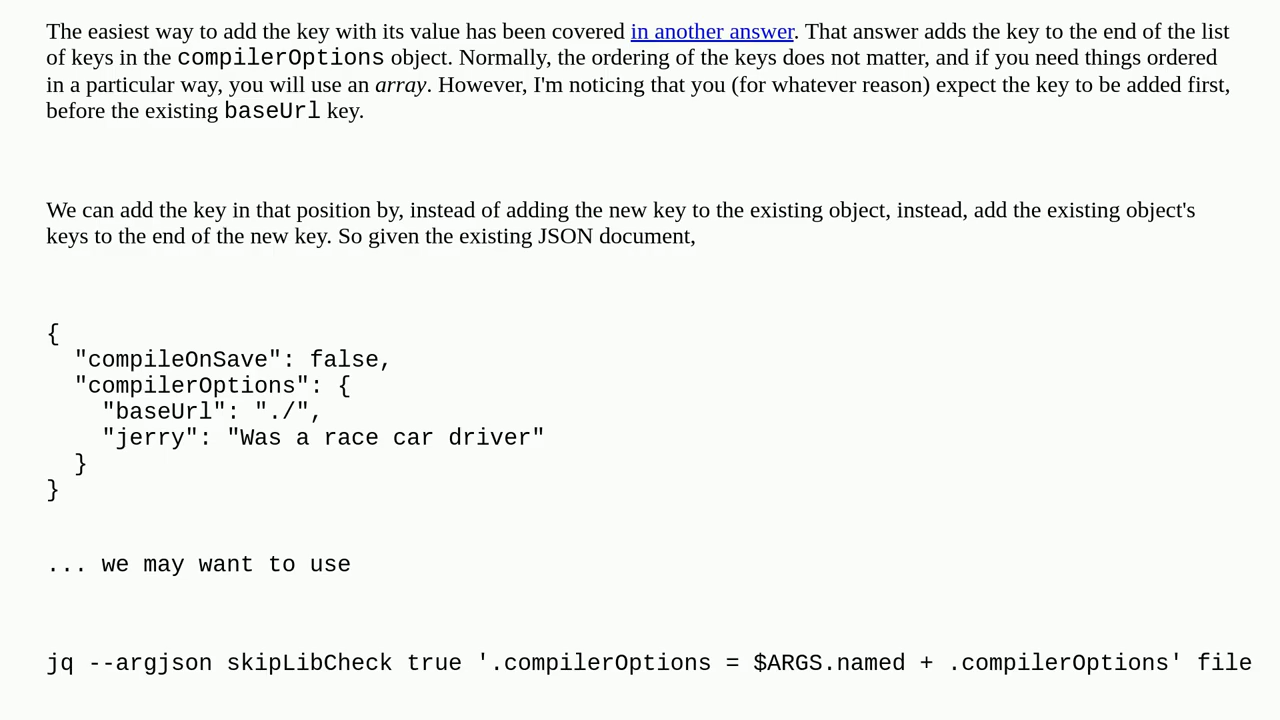 The easiest way to add the key with its value has been covered in another answer. That answer adds the key to the end of the list
of keys in the compilerOptions object. Normally, the ordering of the keys does not matter, and if you need things ordered
in a particular way, you will use an array. However, I'm noticing that you (for whatever reason) expect the key to be added first,
before the existing baseUrl key.
We can add the key in that position by, instead of adding the new key to the existing object, instead, add the existing object's
keys to the end of the new key. So given the existing JSON document,
{
  "compileOnSave": false,
  "compilerOptions": {
    "baseUrl": "./",
    "jerry": "Was a race car driver"
  }
}
... we may want to use
jq --argjson skipLibCheck true '.compilerOptions = $ARGS.named + .compilerOptions' file